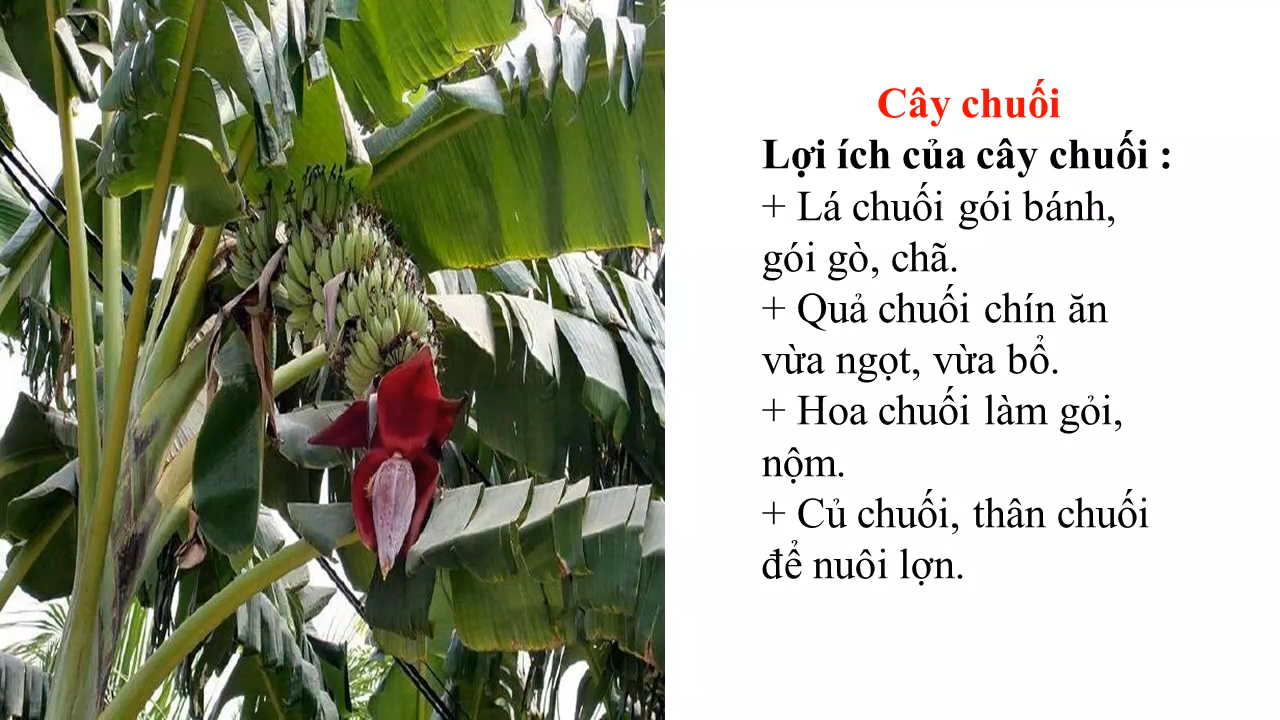 Cây chuối
Lợi ích của cây chuối :
+ Lá chuối gói bánh,
gói gò, chã.
+ Quả chuối chín ăn
vừa ngọt, vừa bổ.
+ Hoa chuối làm gỏi,
nộm.
+ Củ chuối, thân chuối
để nuôi lợn.